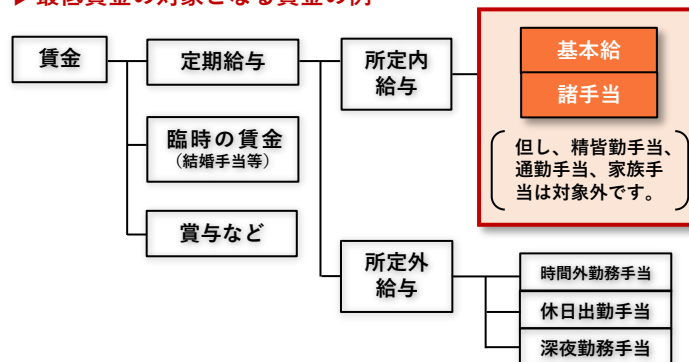 ▶最低賃金の対象となる賃金の例
賃金
定期給与
所定内
給与
基本給
諸手当
但し、精皆勤手当、
通勤手当、家族手
当は対象外です。
臨時の賃金
（結婚手当等）
賞与など
所定外
給与
時間外勤務手当
休日出勤手当
深夜勤務手当